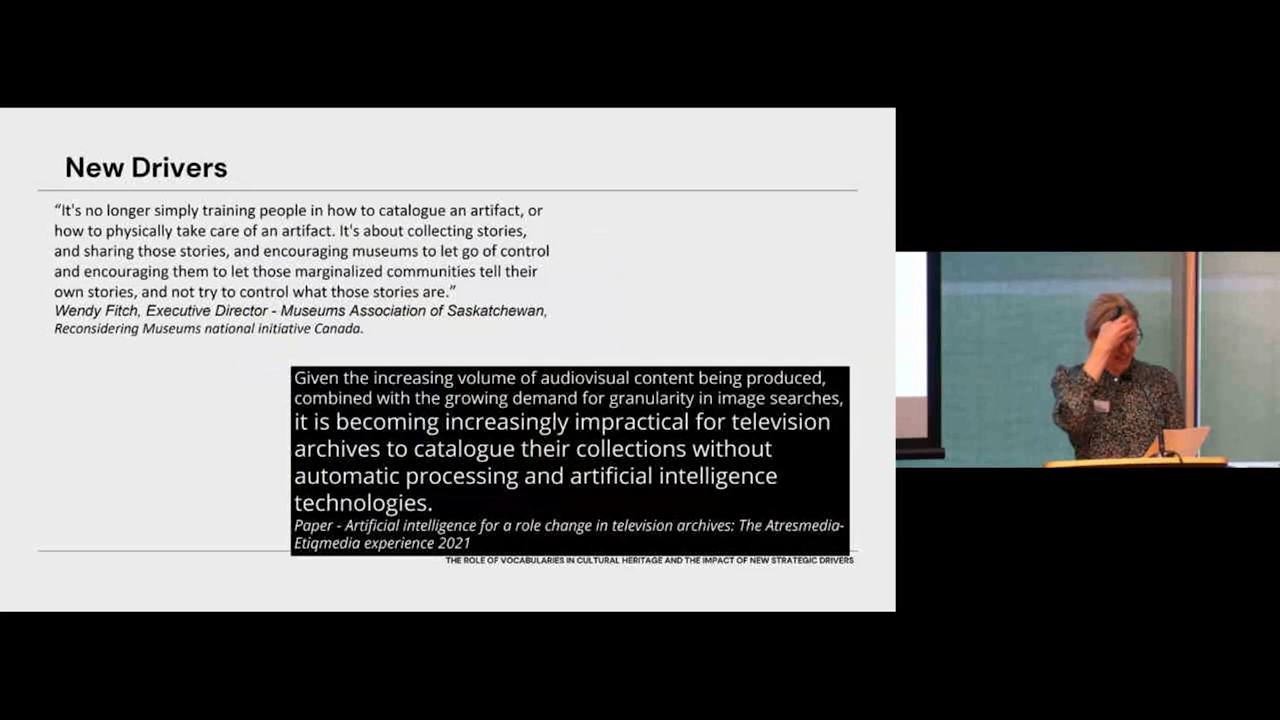 New Drivers
“It's no longer simply training people in how to catalogue an artifact, or
how to physically take care of an artifact. It's about collecting stories,
and sharing those stories, and encouraging museums to let go of control
and encouraging them to let those marginalized communities tell their
own stories, and not try to control what those stories are.”
Wendy Fitch, Executive Director - Museums Association of Saskatchewan,
Reconsidering Museums national initiative Canada.
Given the increasing volume of audiovisual content being produced,
combined with the growing demand for granularity in image searches,
it is becoming increasingly impractical for television
archives to catalogue their collections without
automatic processing and artificial intelligence
technologies.
Paper - Artificial intelligence for a role change in television archives: The Atresmedia-
Etiqmedia experience 2021
THE ROLE OF VOCABULARIES IN CULTURAL HERITAGE AND THE IMPACT OF NEW STRATEGIC DRIVERS